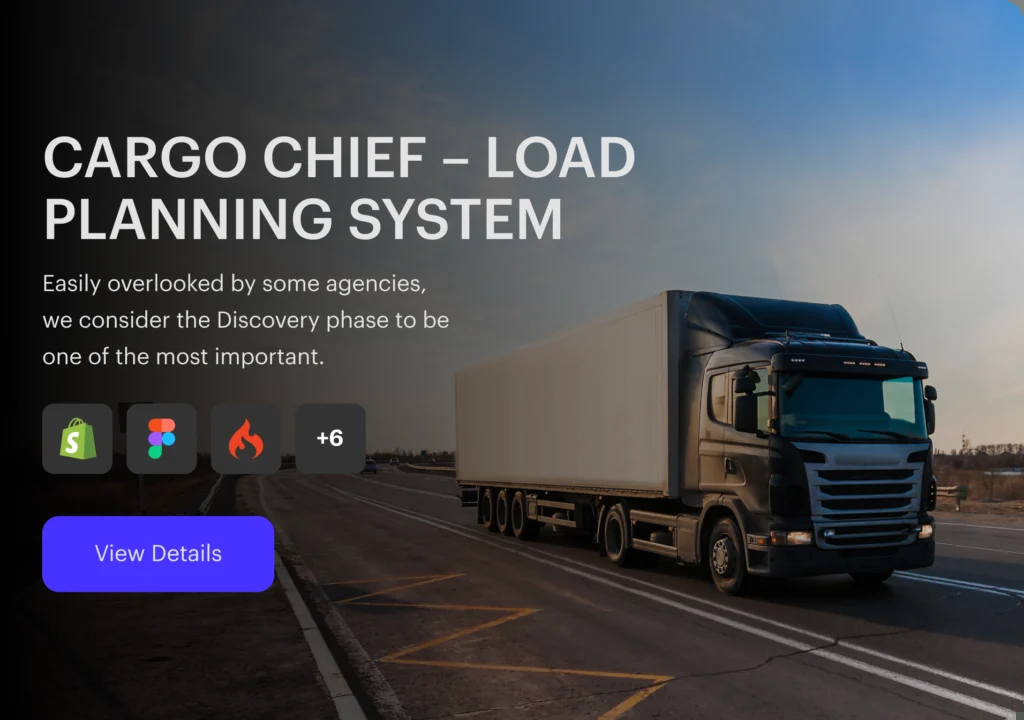 CARGO CHIEF – LOAD
PLANNING SYSTEM
Easily overlooked by some agencies,
we consider the Discovery phase to be
one of the most important.
+6
View Details